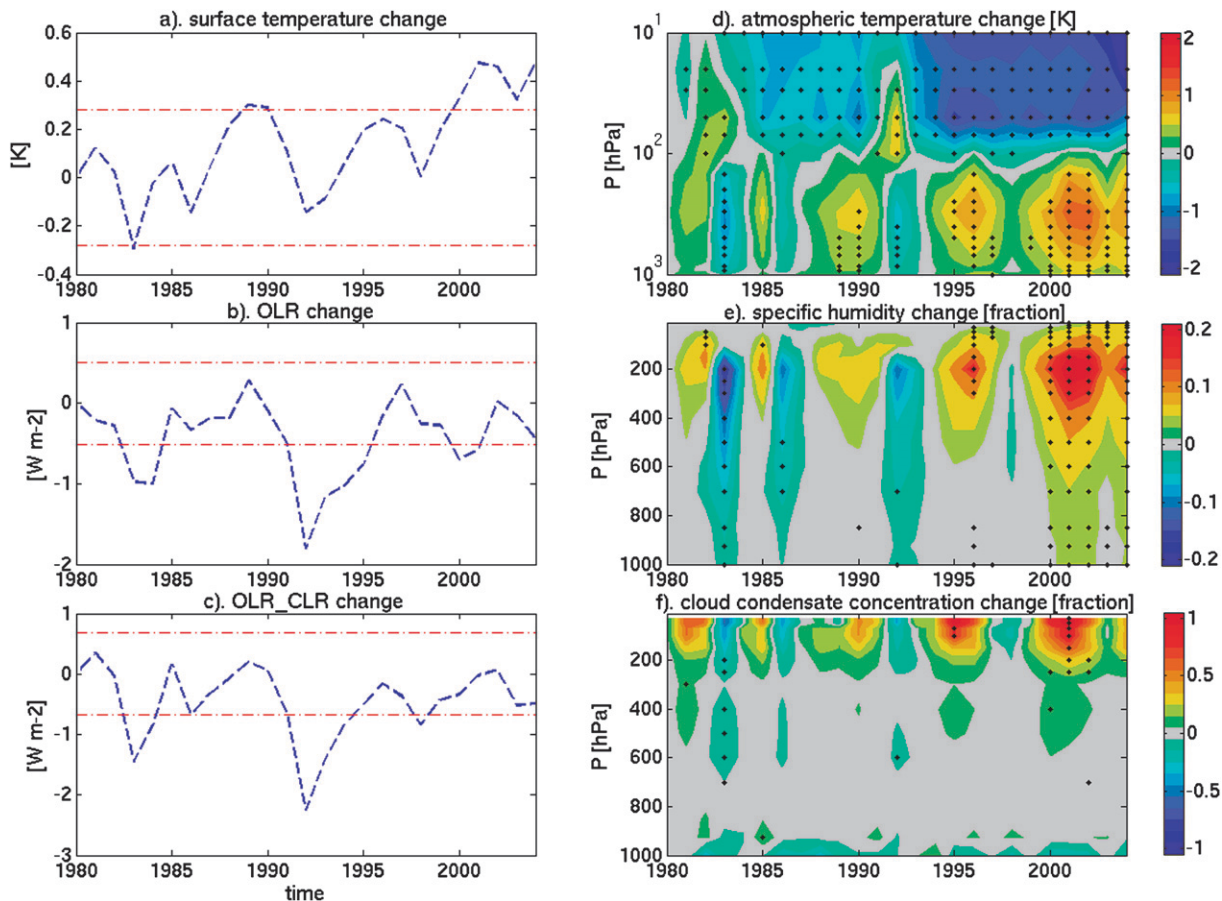 a). surface temperature change
[K]
0.6
0.4
0.2
0
-0.2
-0.4
1980 1985 1990 1995 2000
b). OLR change
[W m-2]
1
0
-1
-2
1980 1985 1990 1995 2000
c). OLR_CLR change
[W m-2]
1
0
-1
-2
-3
1980 1985 1990 1995 2000
time
d). atmospheric temperature change [K]
P [hPa]
10¹
10²
10³
1980 1985 1990 1995 2000
2
1
0
-1
-2
e). specific humidity change [fraction]
P [hPa]
200
400
600
800
1000
1980 1985 1990 1995 2000
0.2
0.1
0
-0.1
-0.2
f). cloud condensate concentration change [fraction]
P [hPa]
200
400
600
800
1000
1980 1985 1990 1995 2000
1
0.5
0
-0.5
-1